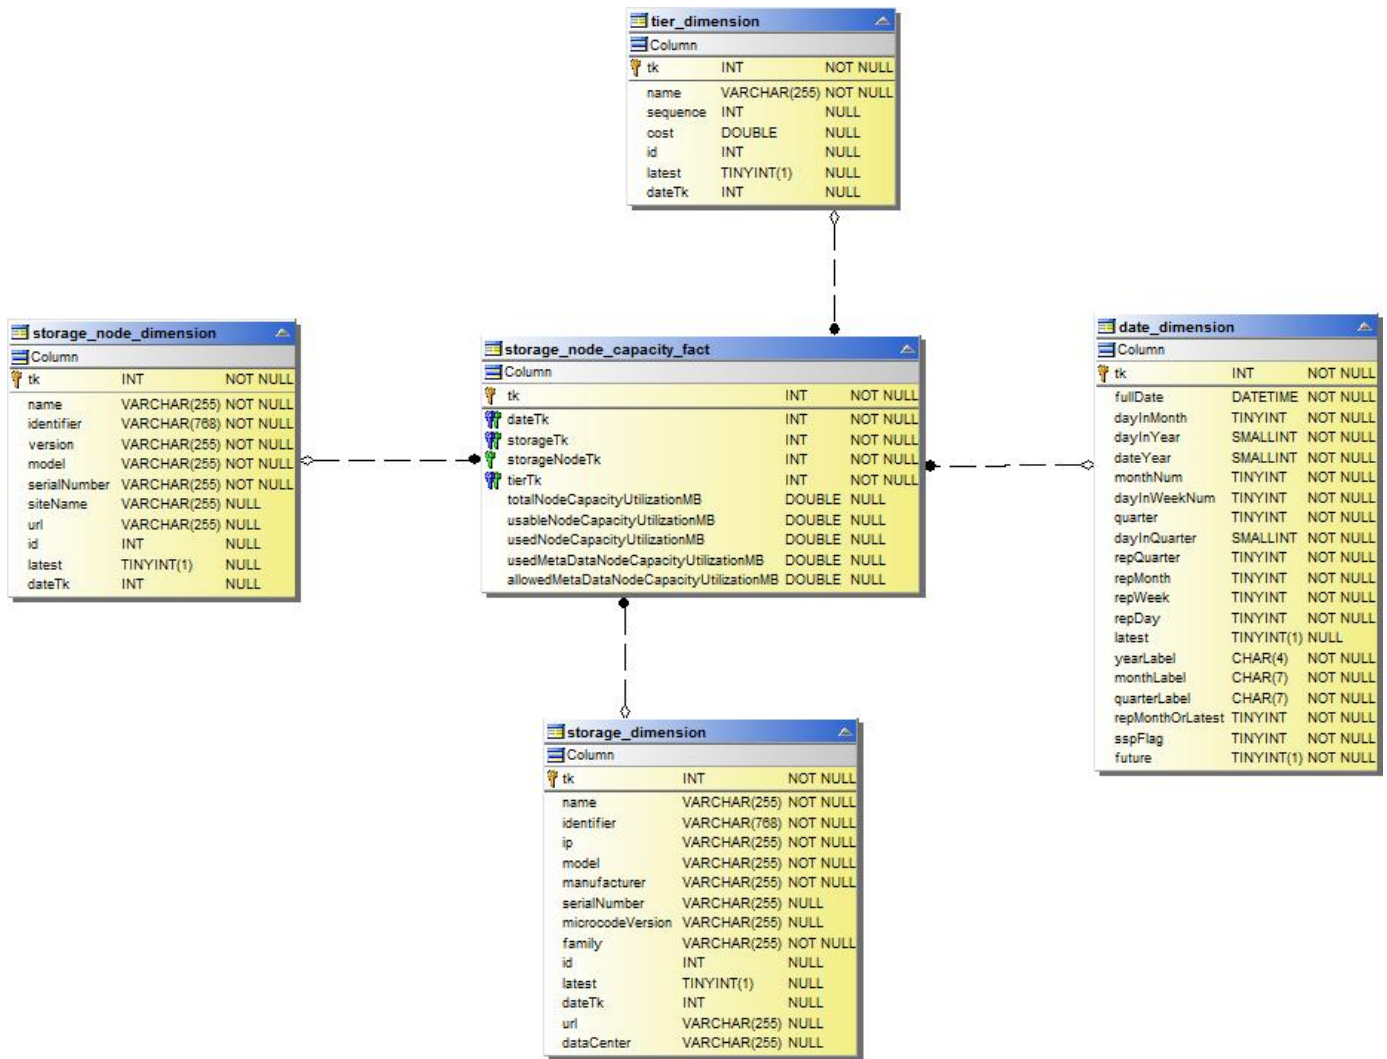 tier_dimension
Column
tk INT NOT NULL
name VARCHAR(255) NOT NULL
sequence INT NULL
cost DOUBLE NULL
id INT NULL
latest TINYINT(1) NULL
dateTk INT NULL
storage_node_dimension
Column
tk INT NOT NULL
name VARCHAR(255) NOT NULL
identifier VARCHAR(768) NOT NULL
version VARCHAR(255) NOT NULL
model VARCHAR(255) NOT NULL
serialNumber VARCHAR(255) NOT NULL
siteName VARCHAR(255) NULL
url VARCHAR(255) NULL
id INT NULL
latest TINYINT(1) NULL
dateTk INT NULL
storage_node_capacity_fact
Column
tk INT NOT NULL
dateTk INT NOT NULL
storageTk INT NOT NULL
storageNodeTk INT NOT NULL
tierTk INT NOT NULL
totalNodeCapacityUtilizationMB DOUBLE NULL
usableNodeCapacityUtilizationMB DOUBLE NULL
usedNodeCapacityUtilizationMB DOUBLE NULL
usedMetaDataNodeCapacityUtilizationMB DOUBLE NULL
allowedMetaDataNodeCapacityUtilizationMB DOUBLE NULL
date_dimension
Column
tk INT NOT NULL
fullDate DATETIME NOT NULL
dayInMonth TINYINT NOT NULL
dayInYear SMALLINT NOT NULL
dateYear SMALLINT NOT NULL
monthNum TINYINT NOT NULL
dayInWeekNum TINYINT NOT NULL
quarter TINYINT NOT NULL
dayInQuarter SMALLINT NOT NULL
repQuarter TINYINT NOT NULL
repMonth TINYINT NOT NULL
repWeek TINYINT NOT NULL
repDay TINYINT NOT NULL
latest TINYINT(1) NULL
yearLabel CHAR(4) NOT NULL
monthLabel CHAR(7) NOT NULL
quarterLabel CHAR(7) NOT NULL
repMonthOrLatest TINYINT NOT NULL
sspFlag TINYINT NOT NULL
future TINYINT(1) NOT NULL
storage_dimension
Column
tk INT NOT NULL
name VARCHAR(255) NOT NULL
identifier VARCHAR(768) NOT NULL
ip VARCHAR(255) NOT NULL
model VARCHAR(255) NOT NULL
manufacturer VARCHAR(255) NOT NULL
serialNumber VARCHAR(255) NULL
microcodeVersion VARCHAR(255) NULL
family VARCHAR(255) NOT NULL
id INT NULL
latest TINYINT(1) NULL
dateTk INT NULL
url VARCHAR(255) NULL
dataCenter VARCHAR(255) NULL